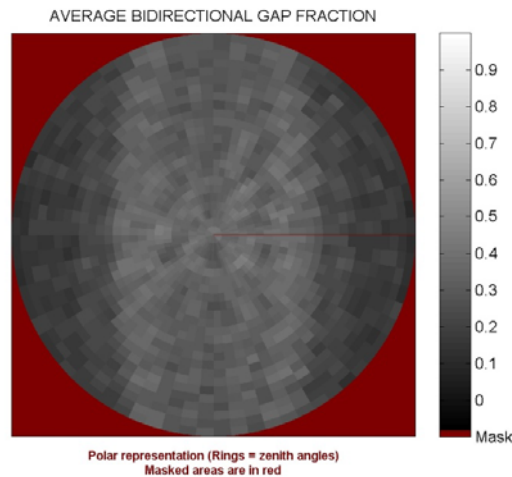 AVERAGE BIDIRECTIONAL GAP FRACTION
0.9
0.8
0.7
0.6
0.5
0.4
0.3
0.2
0.1
0
Mask
Polar representation (Rings = zenith angles)
Masked areas are in red